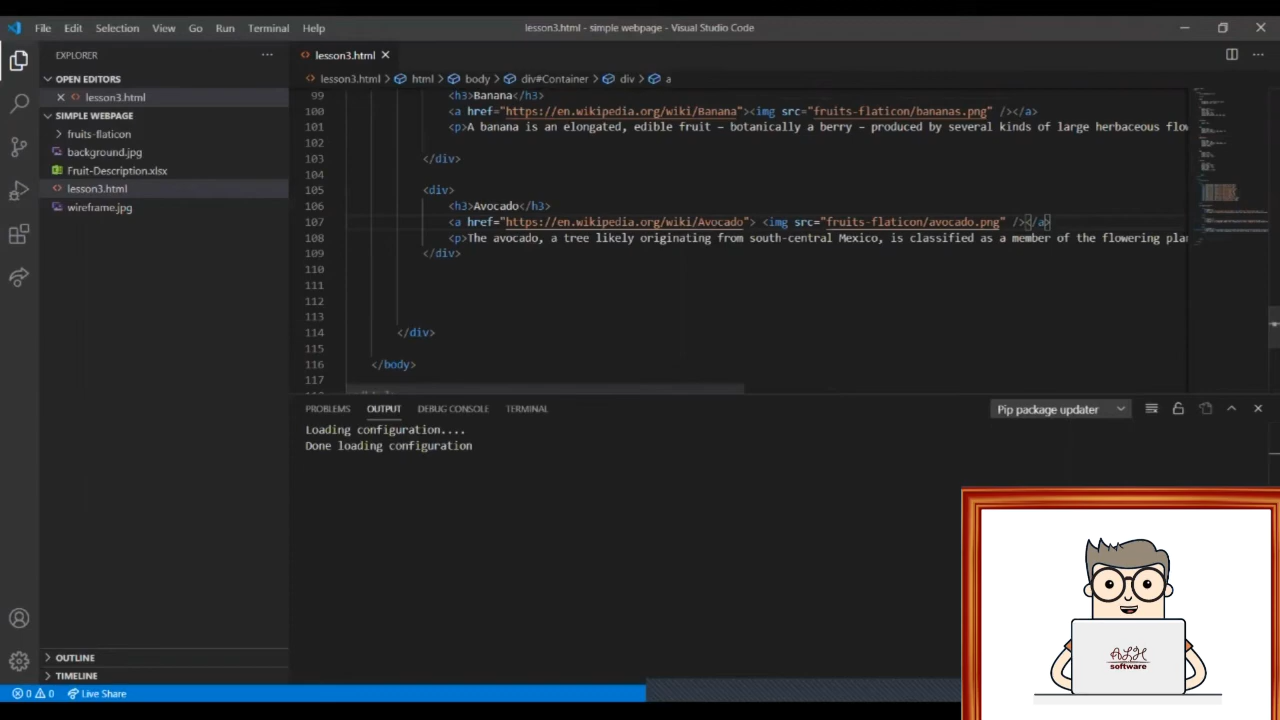 File Edit Selection View Go Run Terminal Help
lesson3.html - simple webpage - Visual Studio Code
EXPLORER
OPEN EDITORS
lesson3.html
SIMPLE WEBPAGE
fruits-flaticon
background.jpg
Fruit-Description.xlsx
lesson3.html
wireframe.jpg
OUTLINE
TIMELINE
lesson3.html
lesson3.html > html > body > div#Container > div > a
99 <h3>Banana</h3>
100 <a href="https://en.wikipedia.org/wiki/Banana"><img src="fruits-flaticon/bananas.png" /></a>
101 <p>A banana is an elongated, edible fruit – botanically a berry – produced by several kinds of large herbaceous flo
102
103 </div>
104
105 <div>
106 <h3>Avocado</h3>
107 <a href="https://en.wikipedia.org/wiki/Avocado"> <img src="fruits-flaticon/avocado.png" /></a>
108 <p>The avocado, a tree likely originating from south-central Mexico, is classified as a member of the flowering pla
109 </div>
110
111
112
113
114 </div>
115
116 </body>
117
PROBLEMS OUTPUT DEBUG CONSOLE TERMINAL
Pip package updater
Loading configuration....
Done loading configuration
0 0 Live Share
ALH
software